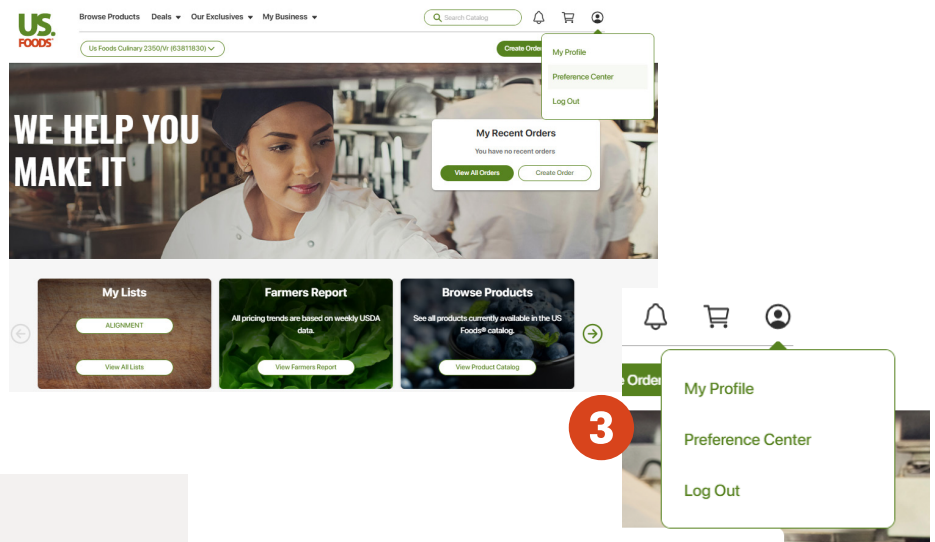 US.
FOODS
Browse Products Deals Our Exclusives My Business
Search Catalog
Us Foods Culinary 2350/Vr (63811830)
Create Order
My Profile
Preference Center
Log Out
WE HELP YOU
MAKE IT
My Recent Orders
You have no recent orders
View All Orders
Create Order
My Lists
ALIGNMENT
View All Lists
Farmers Report
All pricing trends are based on weekly USDA
data.
View Farmers Report
Browse Products
See all products currently available in the US
Foods® catalog.
View Product Catalog
3
Order
My Profile
Preference Center
Log Out